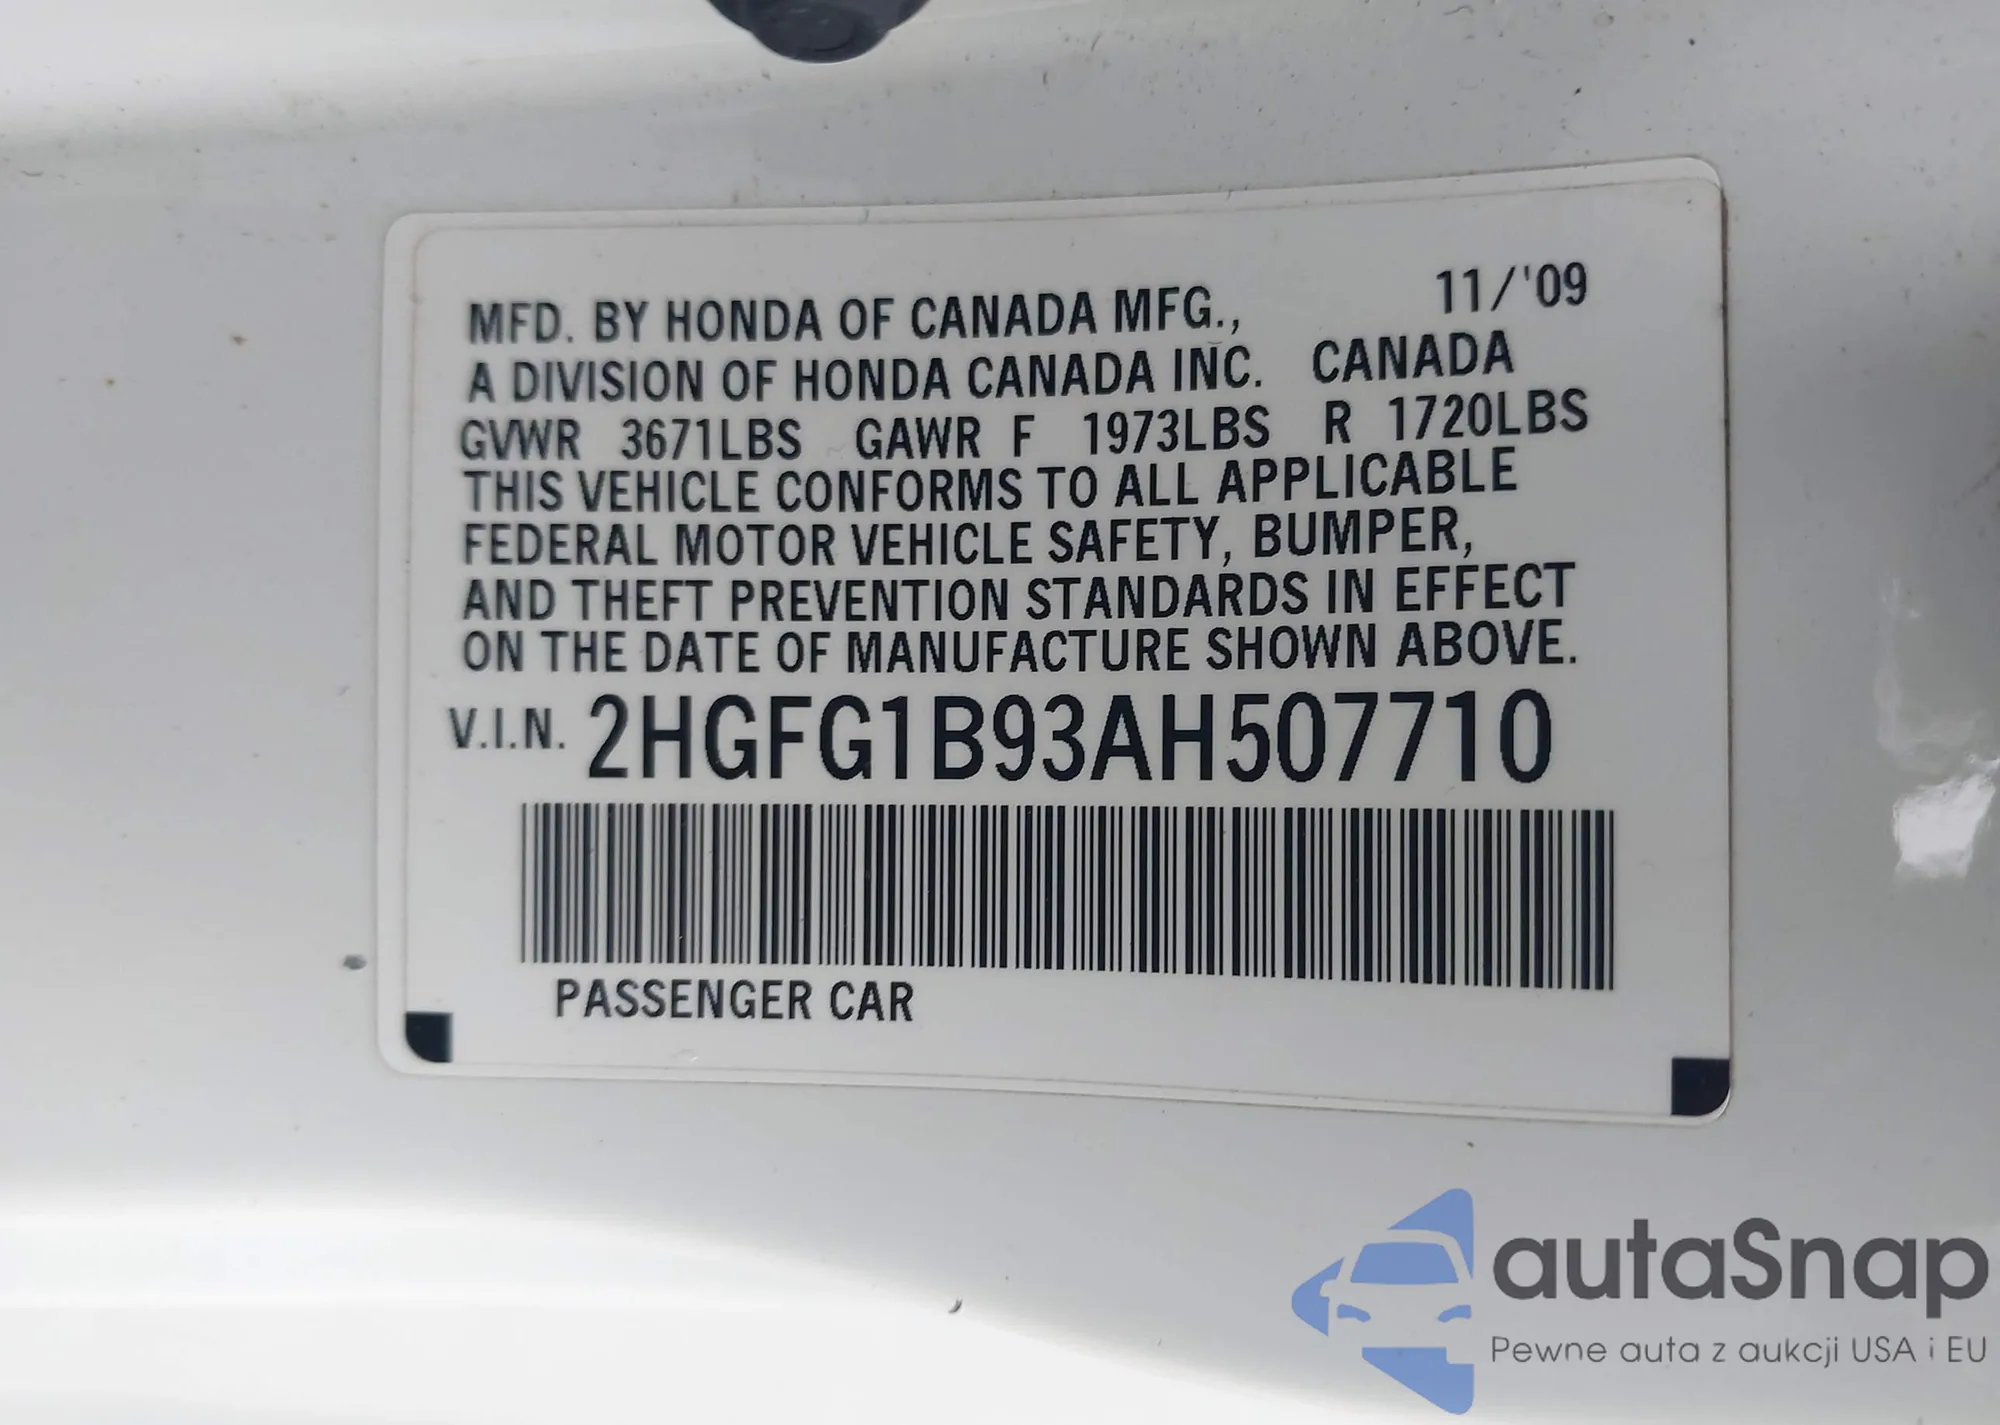 MFD. BY HONDA OF CANADA MFG., 11/'09
A DIVISION OF HONDA CANADA INC. CANADA
GVWR 3671LBS GAWR F 1973LBS R 1720LBS
THIS VEHICLE CONFORMS TO ALL APPLICABLE
FEDERAL MOTOR VEHICLE SAFETY, BUMPER,
AND THEFT PREVENTION STANDARDS IN EFFECT
ON THE DATE OF MANUFACTURE SHOWN ABOVE.
V.I.N. 2HGFG1B93AH507710
PASSENGER CAR
autaSnap
Pewne auta z aukcji USA i EU